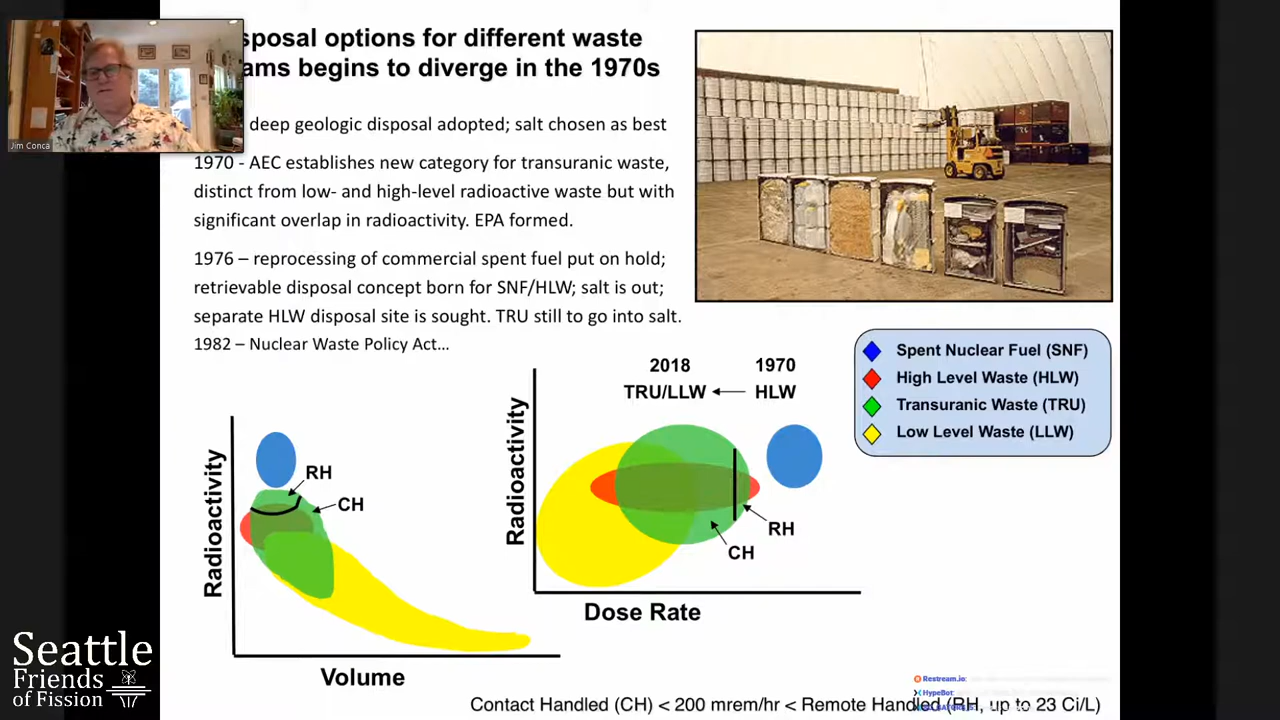 sposal options for different waste
ams begins to diverge in the 1970s
deep geologic disposal adopted; salt chosen as best
1970 - AEC establishes new category for transuranic waste,
distinct from low- and high-level radioactive waste but with
significant overlap in radioactivity. EPA formed.
1976 – reprocessing of commercial spent fuel put on hold;
retrievable disposal concept born for SNF/HLW; salt is out;
separate HLW disposal site is sought. TRU still to go into salt.
1982 – Nuclear Waste Policy Act...
Jim Conca
Spent Nuclear Fuel (SNF)
High Level Waste (HLW)
Transuranic Waste (TRU)
Low Level Waste (LLW)
2018 1970
TRU/LLW HLW
Radioactivity
RH
CH
Volume
Radioactivity
RH
CH
Dose Rate
Seattle
Friends
of Fission
Restream.io:
HypeBot:
Contact Handled (CH) < 200 mrem/hr < Remote Handled (RH, up to 23 Ci/L)